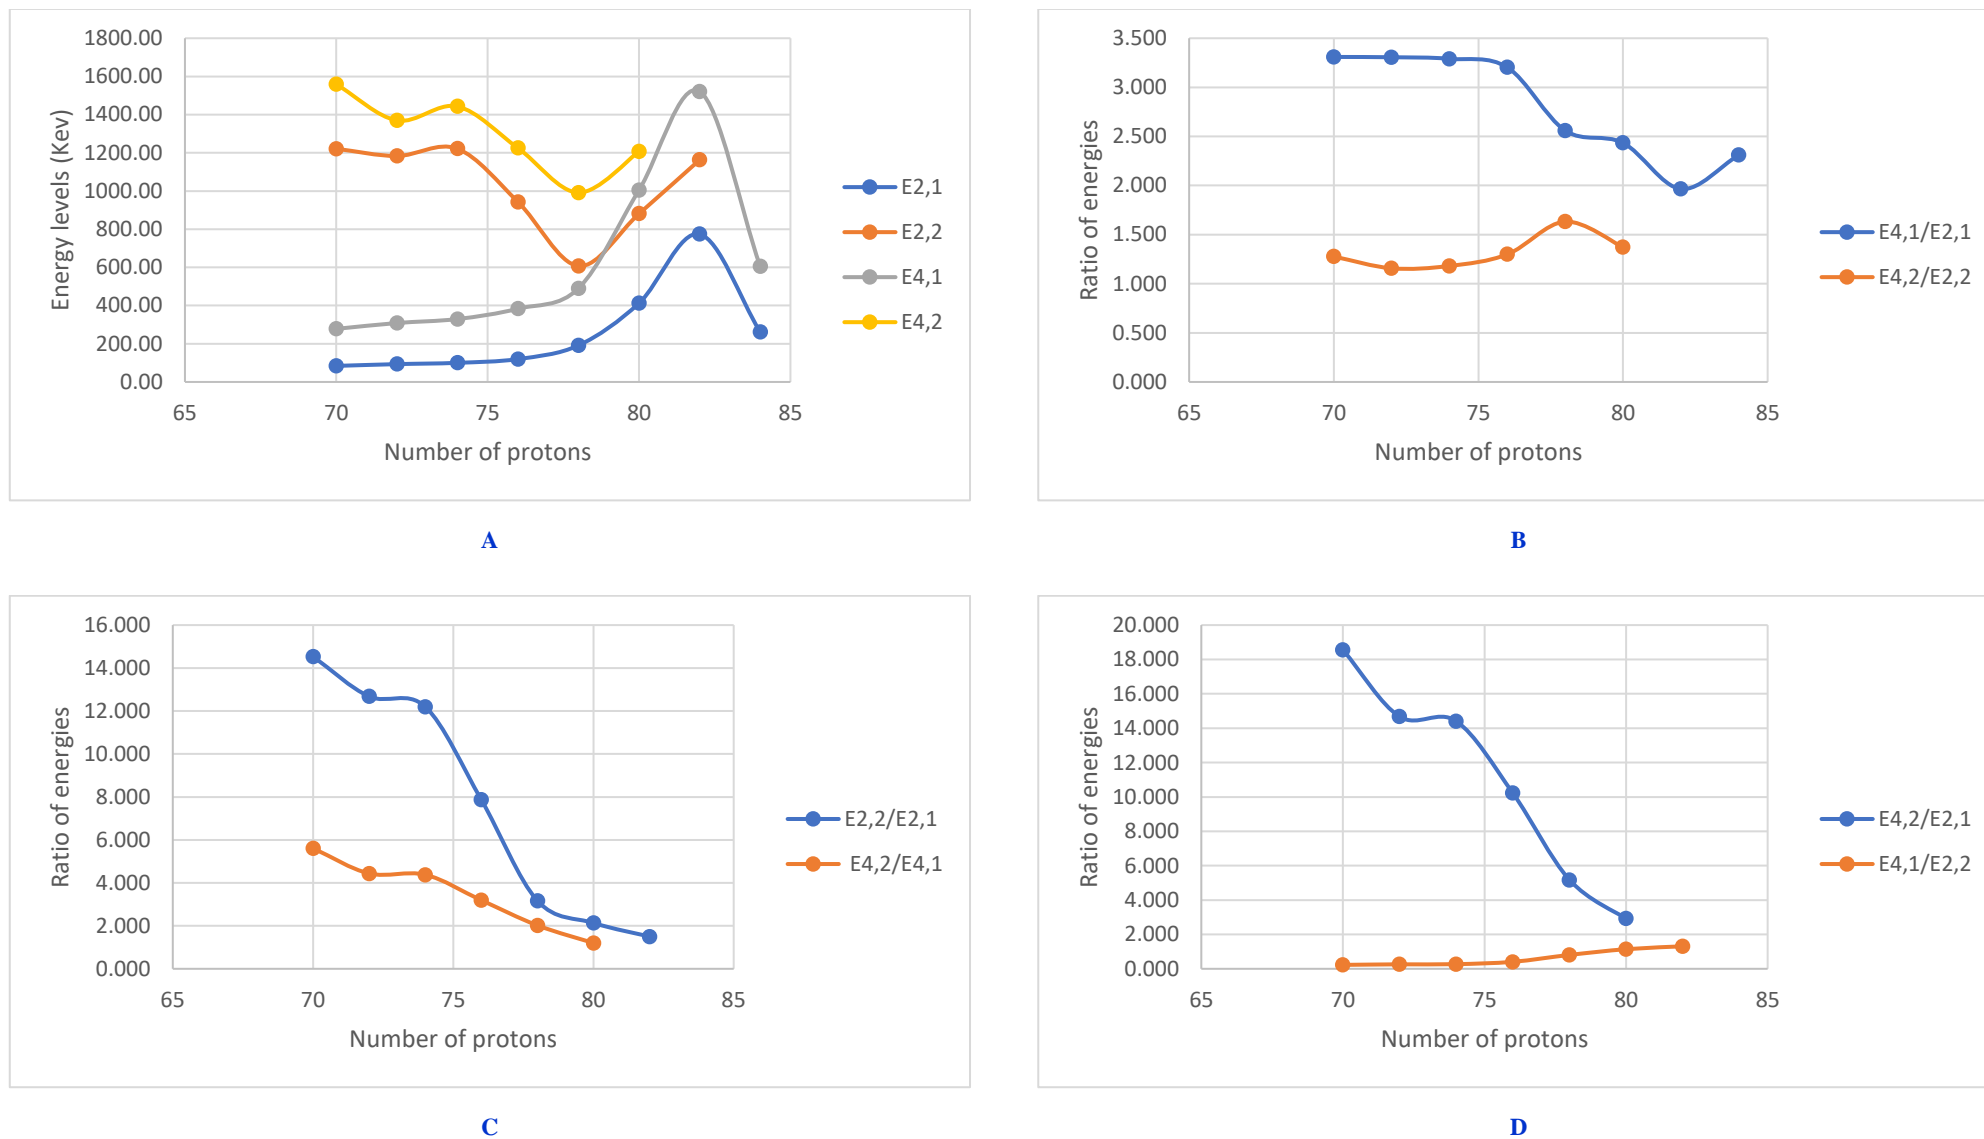 1800.00
1600.00
1400.00
1200.00
1000.00
800.00
600.00
400.00
200.00
0.00
Energy levels (Kev)
65 70 75 80 85
Number of protons
E2,1
E2,2
E4,1
E4,2
A
3.500
3.000
2.500
2.000
1.500
1.000
0.500
0.000
Ratio of energies
65 70 75 80 85
Number of protons
E4,1/E2,1
E4,2/E2,2
B
16.000
14.000
12.000
10.000
8.000
6.000
4.000
2.000
0.000
Ratio of energies
65 70 75 80 85
Number of protons
E2,2/E2,1
E4,2/E4,1
C
20.000
18.000
16.000
14.000
12.000
10.000
8.000
6.000
4.000
2.000
0.000
Ratio of energies
65 70 75 80 85
Number of protons
E4,2/E2,1
E4,1/E2,2
D